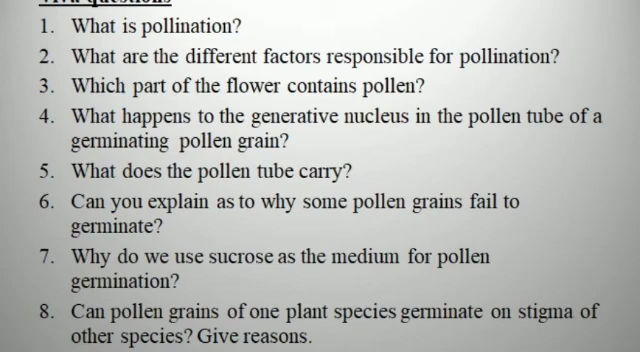 1. What is pollination?
2. What are the different factors responsible for pollination?
3. Which part of the flower contains pollen?
4. What happens to the generative nucleus in the pollen tube of a
germinating pollen grain?
5. What does the pollen tube carry?
6. Can you explain as to why some pollen grains fail to
germinate?
7. Why do we use sucrose as the medium for pollen
germination?
8. Can pollen grains of one plant species germinate on stigma of
other species? Give reasons.